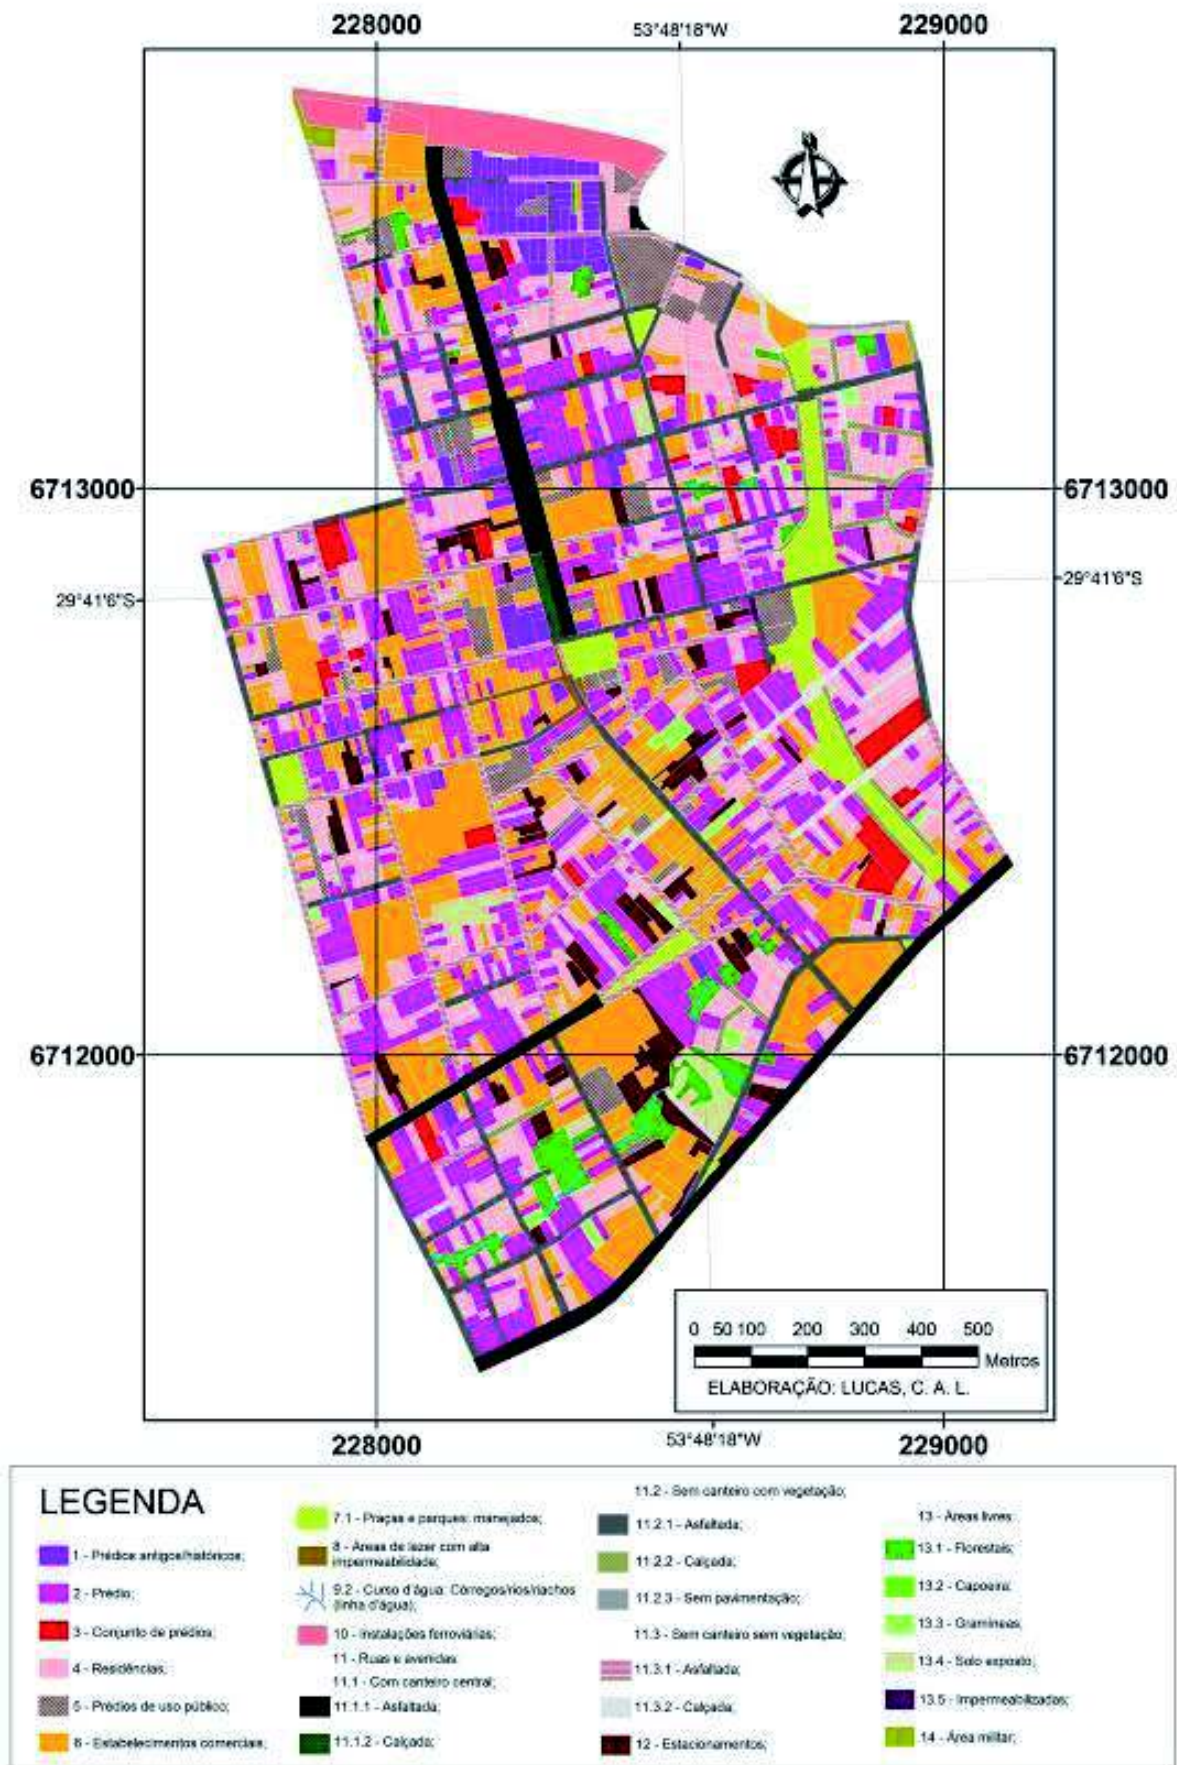 228000
53°48'18"W
229000
N
6713000
6713000
29°41'6"S
29°41'6"S
6712000
6712000
0 50 100 200 300 400 500
Metros
ELABORAÇÃO: LUCAS, C. A. L.
228000
53°48'18"W
229000
LEGENDA
1 - Prédios antigos/históricos;
2 - Prédio;
3 - Conjunto de prédios;
4 - Residências;
5 - Prédios de uso público;
6 - Estabelecimentos comerciais;
7.1 - Praças e parques: manejados;
8 - Áreas de lazer com alta
impermeabilidade;
9.2 - Curso d'água: Córregos/rios/riachos
(linha d'água);
10 - Instalações ferroviárias;
11 - Ruas e avenidas
11.1 - Com canteiro central;
11.1.1 - Asfaltada;
11.1.2 - Calçada;
11.2 - Sem canteiro com vegetação;
11.2.1 - Asfaltada;
11.2.2 - Calçada;
11.2.3 - Sem pavimentação;
11.3 - Sem canteiro sem vegetação;
11.3.1 - Asfaltada;
11.3.2 - Calçada;
12 - Estacionamentos;
13 - Áreas livres:
13.1 - Florestais;
13.2 - Capoeira;
13.3 - Gramíneas;
13.4 - Solo exposto;
13.5 - Impermeabilizadas;
14 - Área militar;